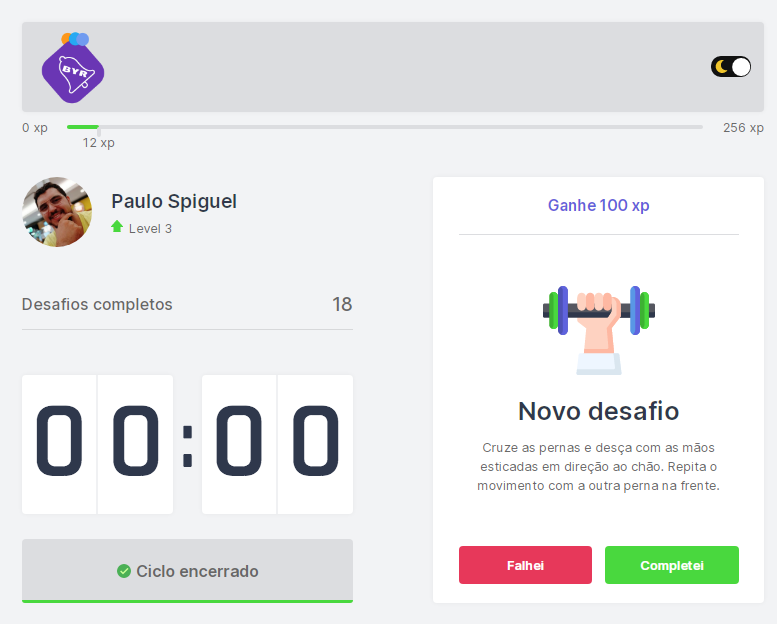 BYR
0 xp
256 xp
12 xp
Paulo Spiguel
Level 3
Desafios completos
18
00:00
Ciclo encerrado
Ganhe 100 xp
Novo desafio
Cruze as pernas e desça com as mãos
esticadas em direção ao chão. Repita o
movimento com a outra perna na frente.
Falhei
Completei